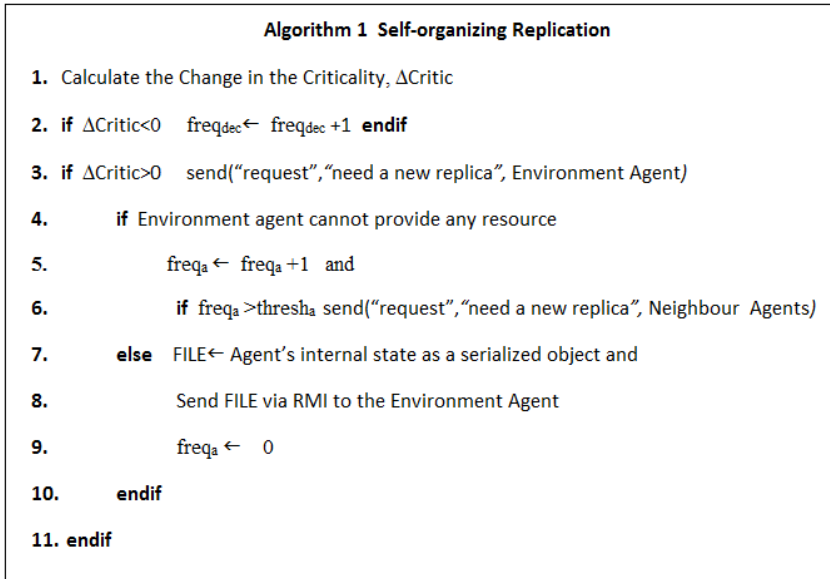 Algorithm 1 Self-organizing Replication
1. Calculate the Change in the Criticality, ΔCritic
2. if ΔCritic<0 freqdec← freqdec +1 endif
3. if ΔCritic>0 send("request","need a new replica", Environment Agent)
4. if Environment agent cannot provide any resource
5. freqa ← freqa +1 and
6. if freqa >thresha send("request","need a new replica", Neighbour Agents)
7. else FILE← Agent's internal state as a serialized object and
8. Send FILE via RMI to the Environment Agent
9. freqa ← 0
10. endif
11. endif